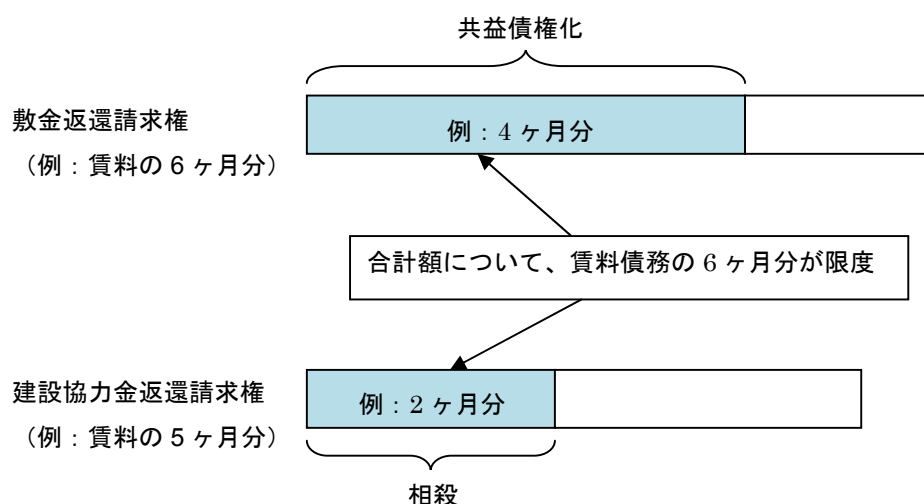 共益債権化
敷金返還請求権
（例：賃料の6ヶ月分）
例：4ヶ月分
合計額について、賃料債務の6ヶ月分が限度
建設協力金返還請求権
（例：賃料の5ヶ月分）
例：2ヶ月分
相殺